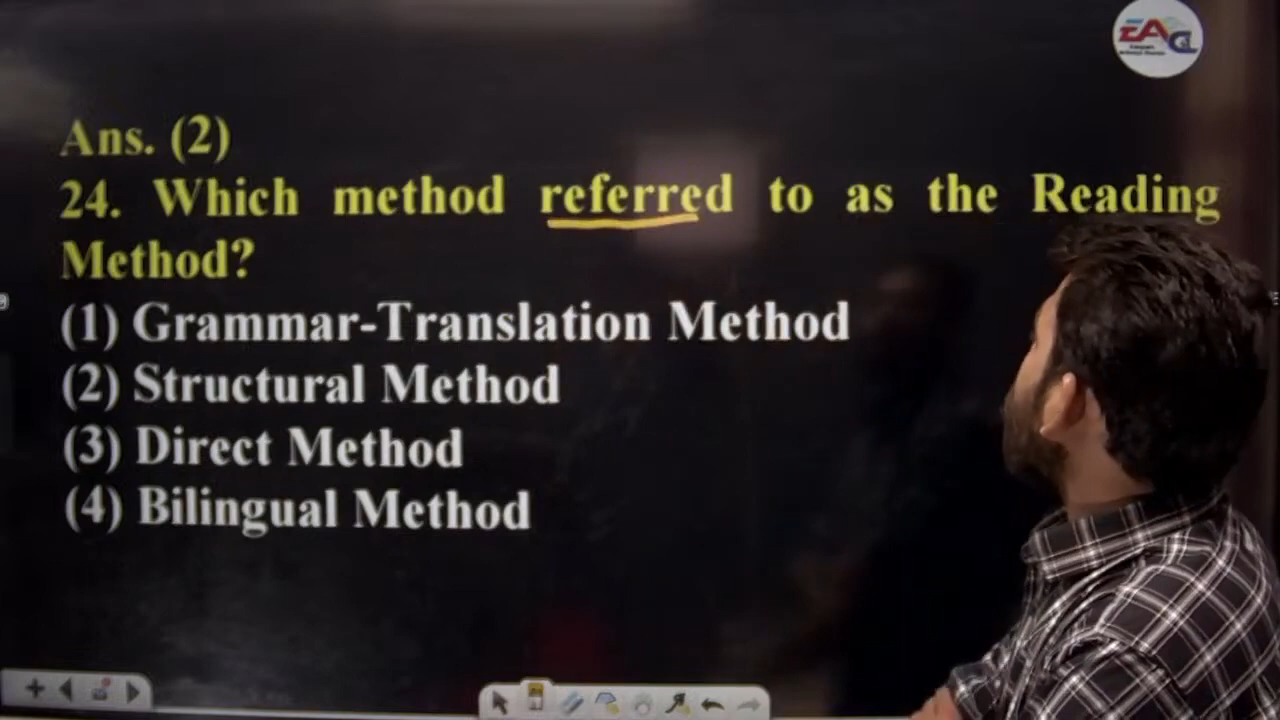 EAC
Ans. (2)
24. Which method referred to as the Reading
Method?
(1) Grammar-Translation Method
(2) Structural Method
(3) Direct Method
(4) Bilingual Method